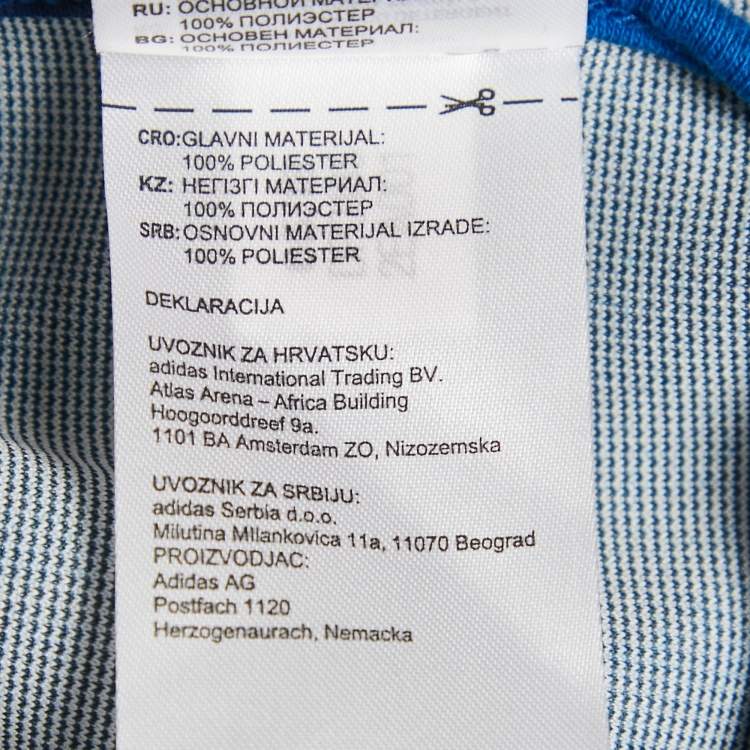 RU: ОСНОВНОЙ МАТЕРИАЛ:
100% ПОЛИЭСТЕР
BG: ОСНОВЕН МАТЕРИАЛ:
100% ПОЛИЕСТЕР
CRO:GLAVNI MATERIJAL:
100% POLIESTER
KZ: НЕГІЗГІ МАТЕРИАЛ:
100% ПОЛИЭСТЕР
SRB:OSNOVNI MATERIJAL IZRADE:
100% POLIESTER
DEKLARACIJA
UVOZNIK ZA HRVATSKU:
adidas International Trading BV.
Atlas Arena – Africa Building
Hoogoorddreef 9a.
1101 BA Amsterdam ZO, Nizozemska
UVOZNIK ZA SRBIJU:
adidas Serbia d.o.o.
Milutina MIlankovica 11a, 11070 Beograd
PROIZVODJAC:
Adidas AG
Postfach 1120
Herzogenaurach, Nemacka